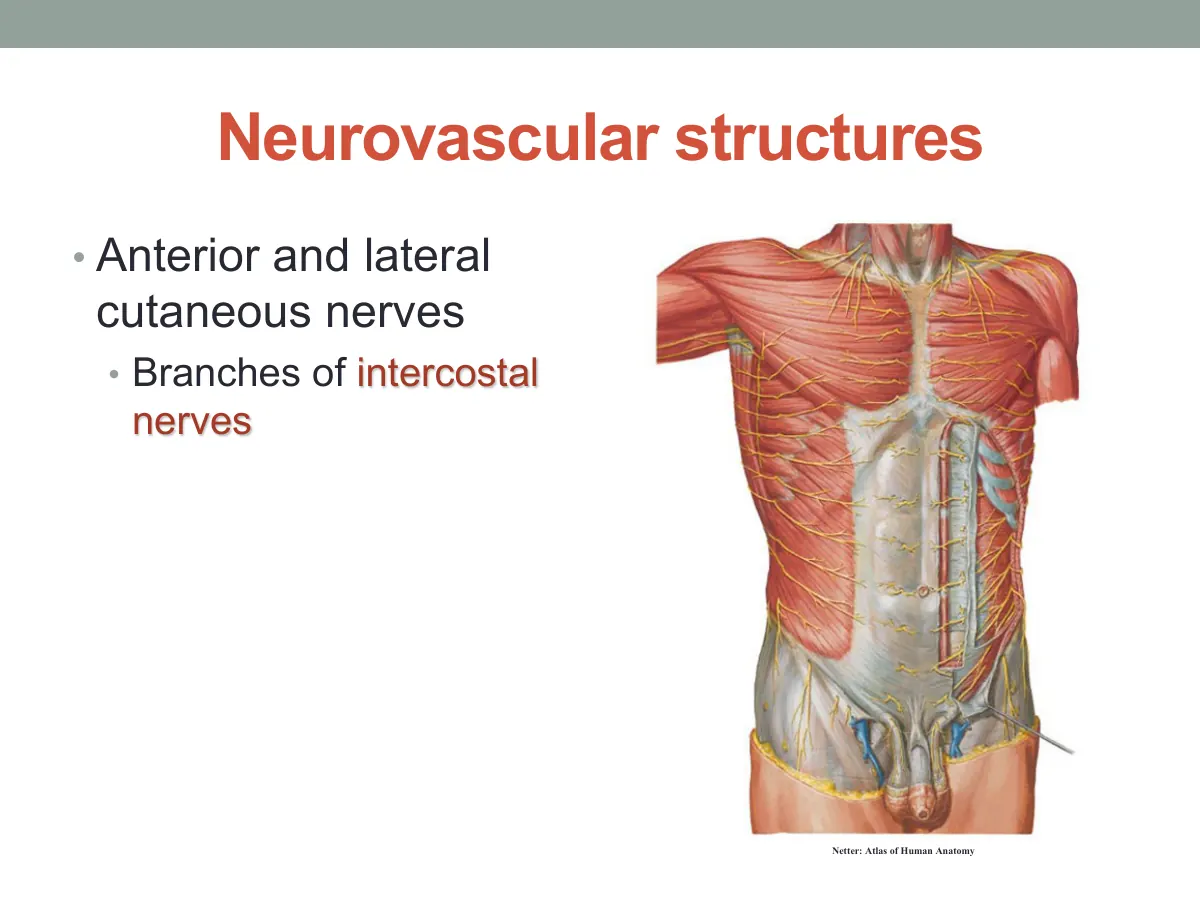 Neurovascular structures
• Anterior and lateral
cutaneous nerves
• Branches of intercostal
nerves
Netter: Atlas of Human Anatomy